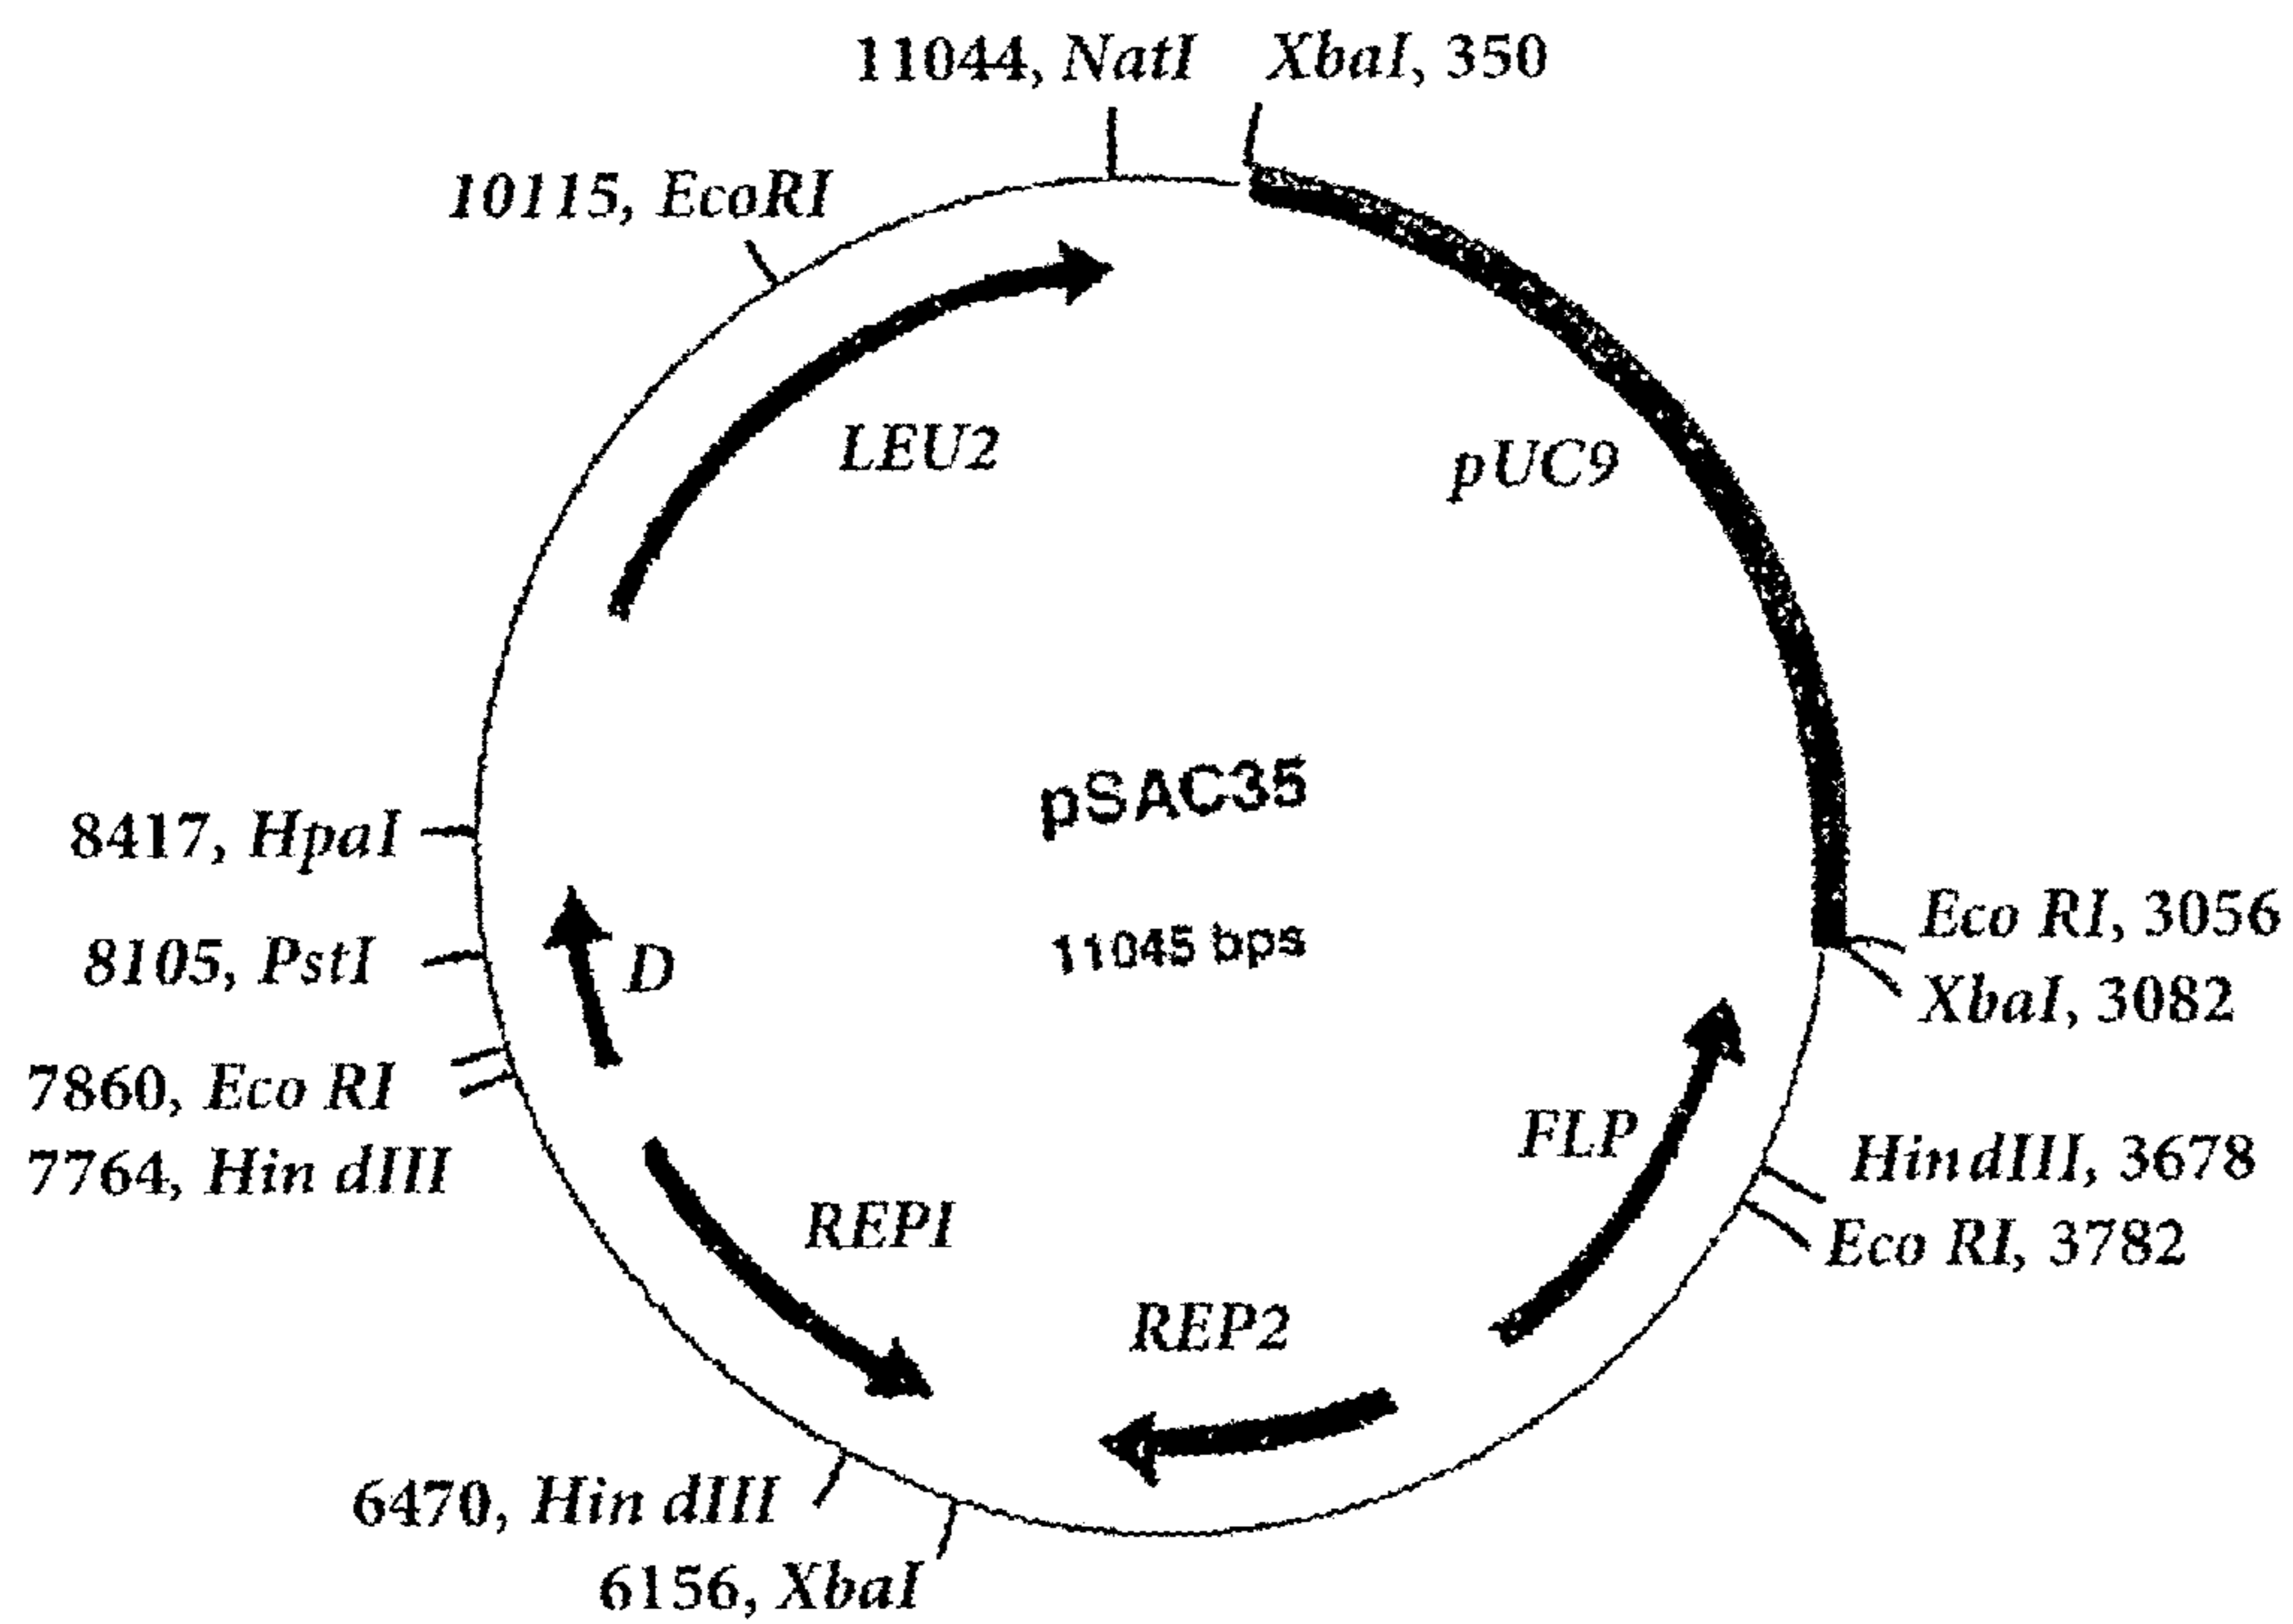 11044, NatI
XbaI, 350
10115, EcoRI
LEU2
pUC9
pSAC35
8417, HpaI
Eco RI, 3056
8105, PstI
D
11045 bps
XbaI, 3082
7860, Eco RI
FLP
HindIII, 3678
7764, Hin dIII
REPI
Eco RI, 3782
REP2
6470, Hin dIII
6156, XbaI